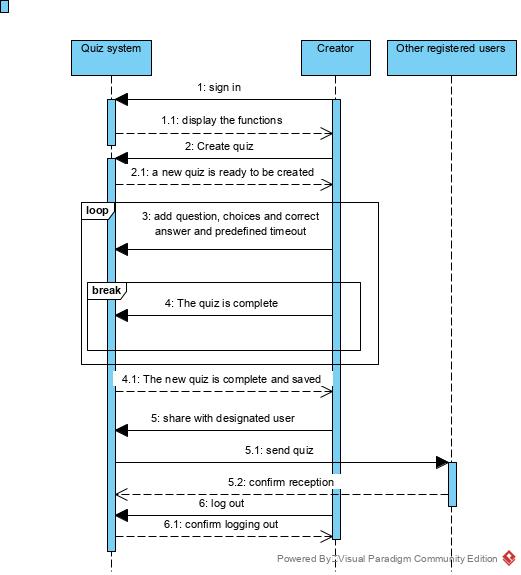 Quiz system
Creator
Other registered users
1: sign in
1.1: display the functions
2: Create quiz
2.1: a new quiz is ready to be created
loop
3: add question, choices and correct
answer and predefined timeout
break
4: The quiz is complete
4.1: The new quiz is complete and saved
5: share with designated user
5.1: send quiz
5.2: confirm reception
6: log out
6.1: confirm logging out
Powered By: Visual Paradigm Community Edition